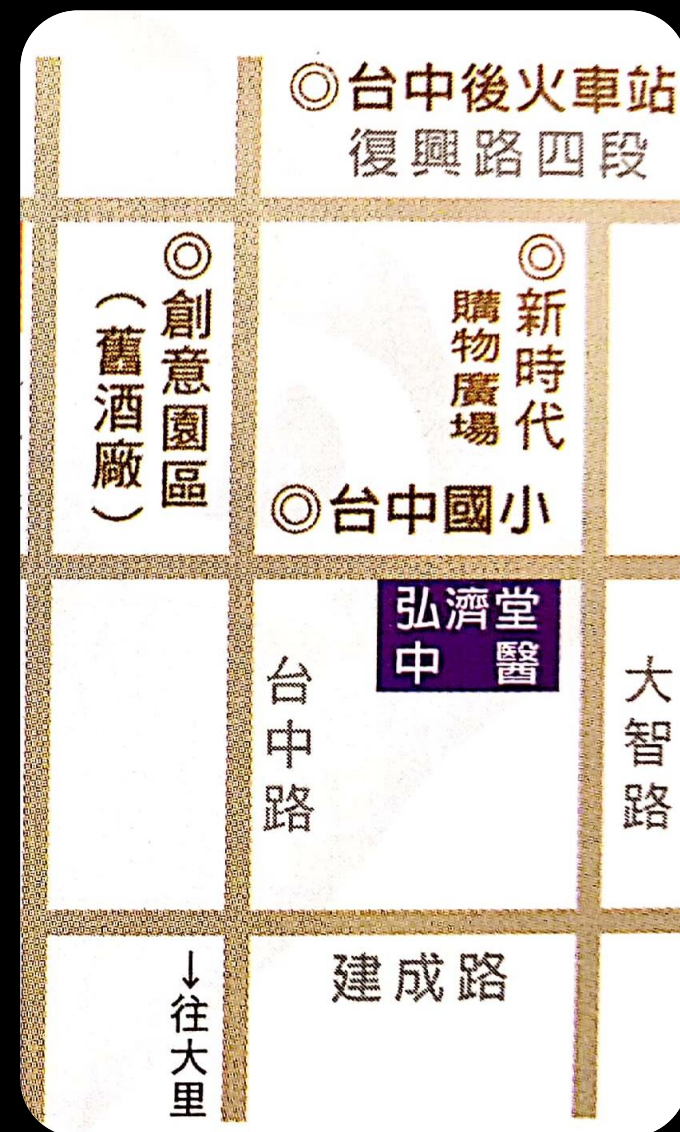 ◎台中後火車站
復興路四段
◎創意園區
（舊酒廠）
◎新時代
購物廣場
◎台中國小
弘濟堂
中 醫
台中路
大智路
建成路
↓往大里